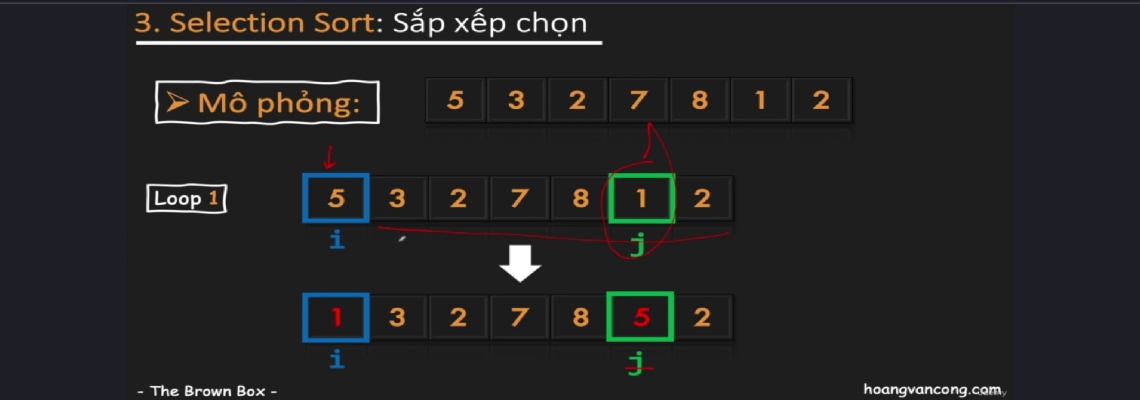 3. Selection Sort: Sắp xếp chọn
➢ Mô phỏng:
5 3 2 7 8 1 2
Loop 1
5 3 2 7 8 1 2
i j
1 3 2 7 8 5 2
i j
- The Brown Box -
hoangvancong.com